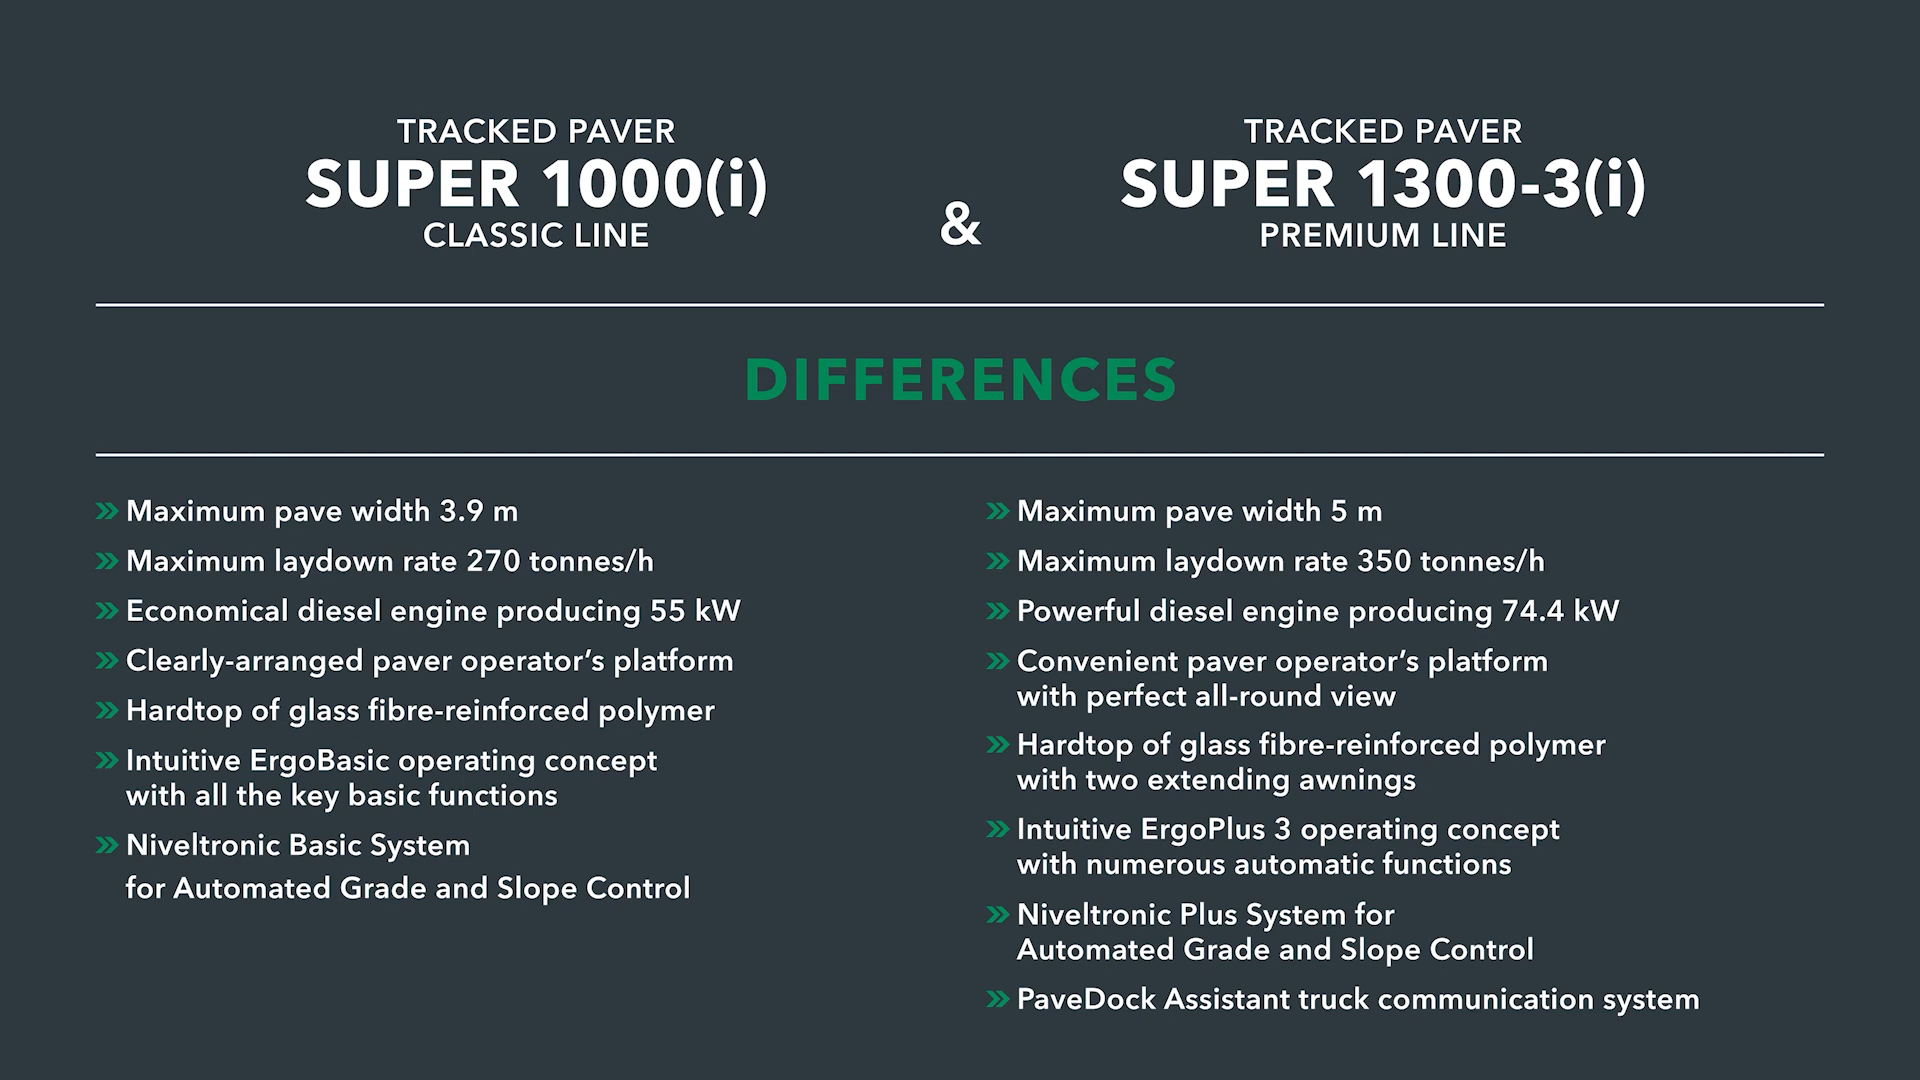 TRACKED PAVER
SUPER 1000(i)
CLASSIC LINE
&
TRACKED PAVER
SUPER 1300-3(i)
PREMIUM LINE
DIFFERENCES
» Maximum pave width 3.9 m
» Maximum laydown rate 270 tonnes/h
» Economical diesel engine producing 55 kW
» Clearly-arranged paver operator’s platform
» Hardtop of glass fibre-reinforced polymer
» Intuitive ErgoBasic operating concept
with all the key basic functions
» Niveltronic Basic System
for Automated Grade and Slope Control
» Maximum pave width 5 m
» Maximum laydown rate 350 tonnes/h
» Powerful diesel engine producing 74.4 kW
» Convenient paver operator’s platform
with perfect all-round view
» Hardtop of glass fibre-reinforced polymer
with two extending awnings
» Intuitive ErgoPlus 3 operating concept
with numerous automatic functions
» Niveltronic Plus System for
Automated Grade and Slope Control
» PaveDock Assistant truck communication system